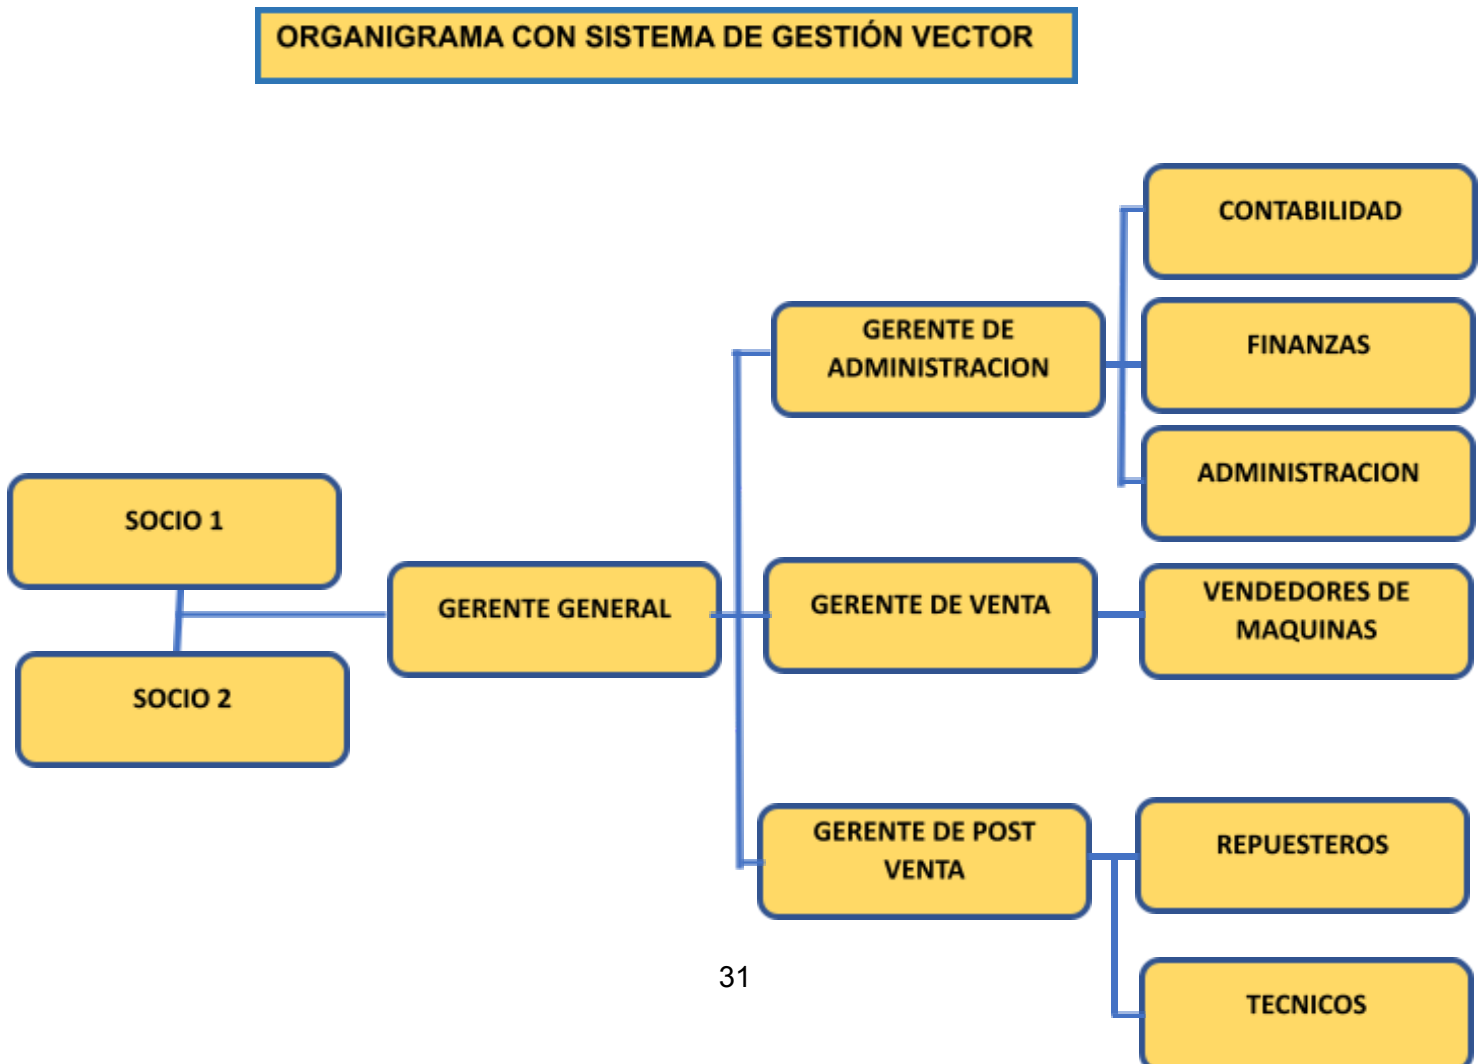 ORGANIGRAMA CON SISTEMA DE GESTIÓN VECTOR
CONTABILIDAD
GERENTE DE
ADMINISTRACION
FINANZAS
ADMINISTRACION
SOCIO 1
GERENTE GENERAL
SOCIO 2
GERENTE DE VENTA
VENDEDORES DE
MAQUINAS
GERENTE DE POST
VENTA
REPUESTEROS
TECNICOS
31